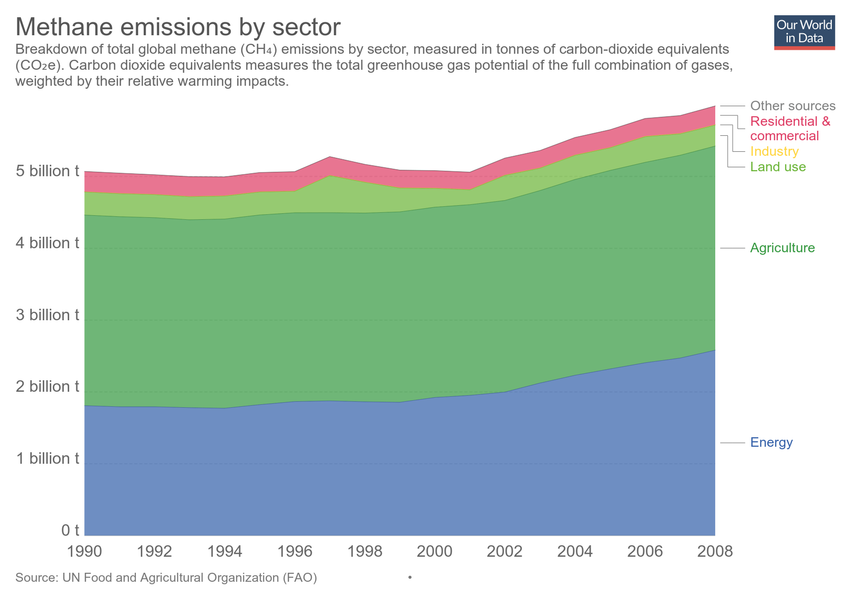 Methane emissions by sector
Our World
in Data
Breakdown of total global methane (CH₄) emissions by sector, measured in tonnes of carbon-dioxide equivalents
(CO₂e). Carbon dioxide equivalents measures the total greenhouse gas potential of the full combination of gases,
weighted by their relative warming impacts.
Other sources
Residential &
commercial
Industry
Land use
5 billion t
4 billion t
Agriculture
3 billion t
2 billion t
Energy
1 billion t
0 t
1990 1992 1994 1996 1998 2000 2002 2004 2006 2008
Source: UN Food and Agricultural Organization (FAO) •